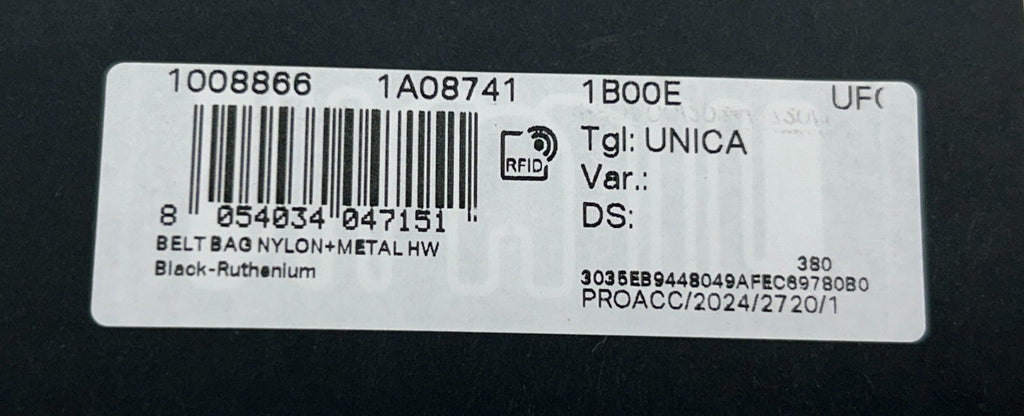 1008866 1A08741 1B00E UF(
RFID
Tgl: UNICA
Var.:
DS:
8 054034 047151
BELT BAG NYLON+METAL HW
Black-Ruthenium
380
3035EB9448049AFEC69780B0
PROACC/2024/2720/1